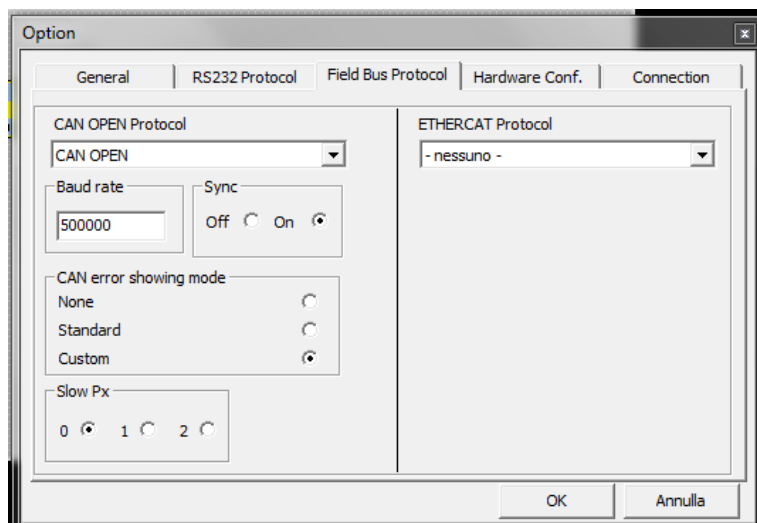 Option
General RS232 Protocol Field Bus Protocol Hardware Conf. Connection
CAN OPEN Protocol
CAN OPEN
Baud rate
500000
Sync
Off On
CAN error showing mode
None
Standard
Custom
Slow Px
0 1 2
ETHERCAT Protocol
- nessuno -
OK Annulla